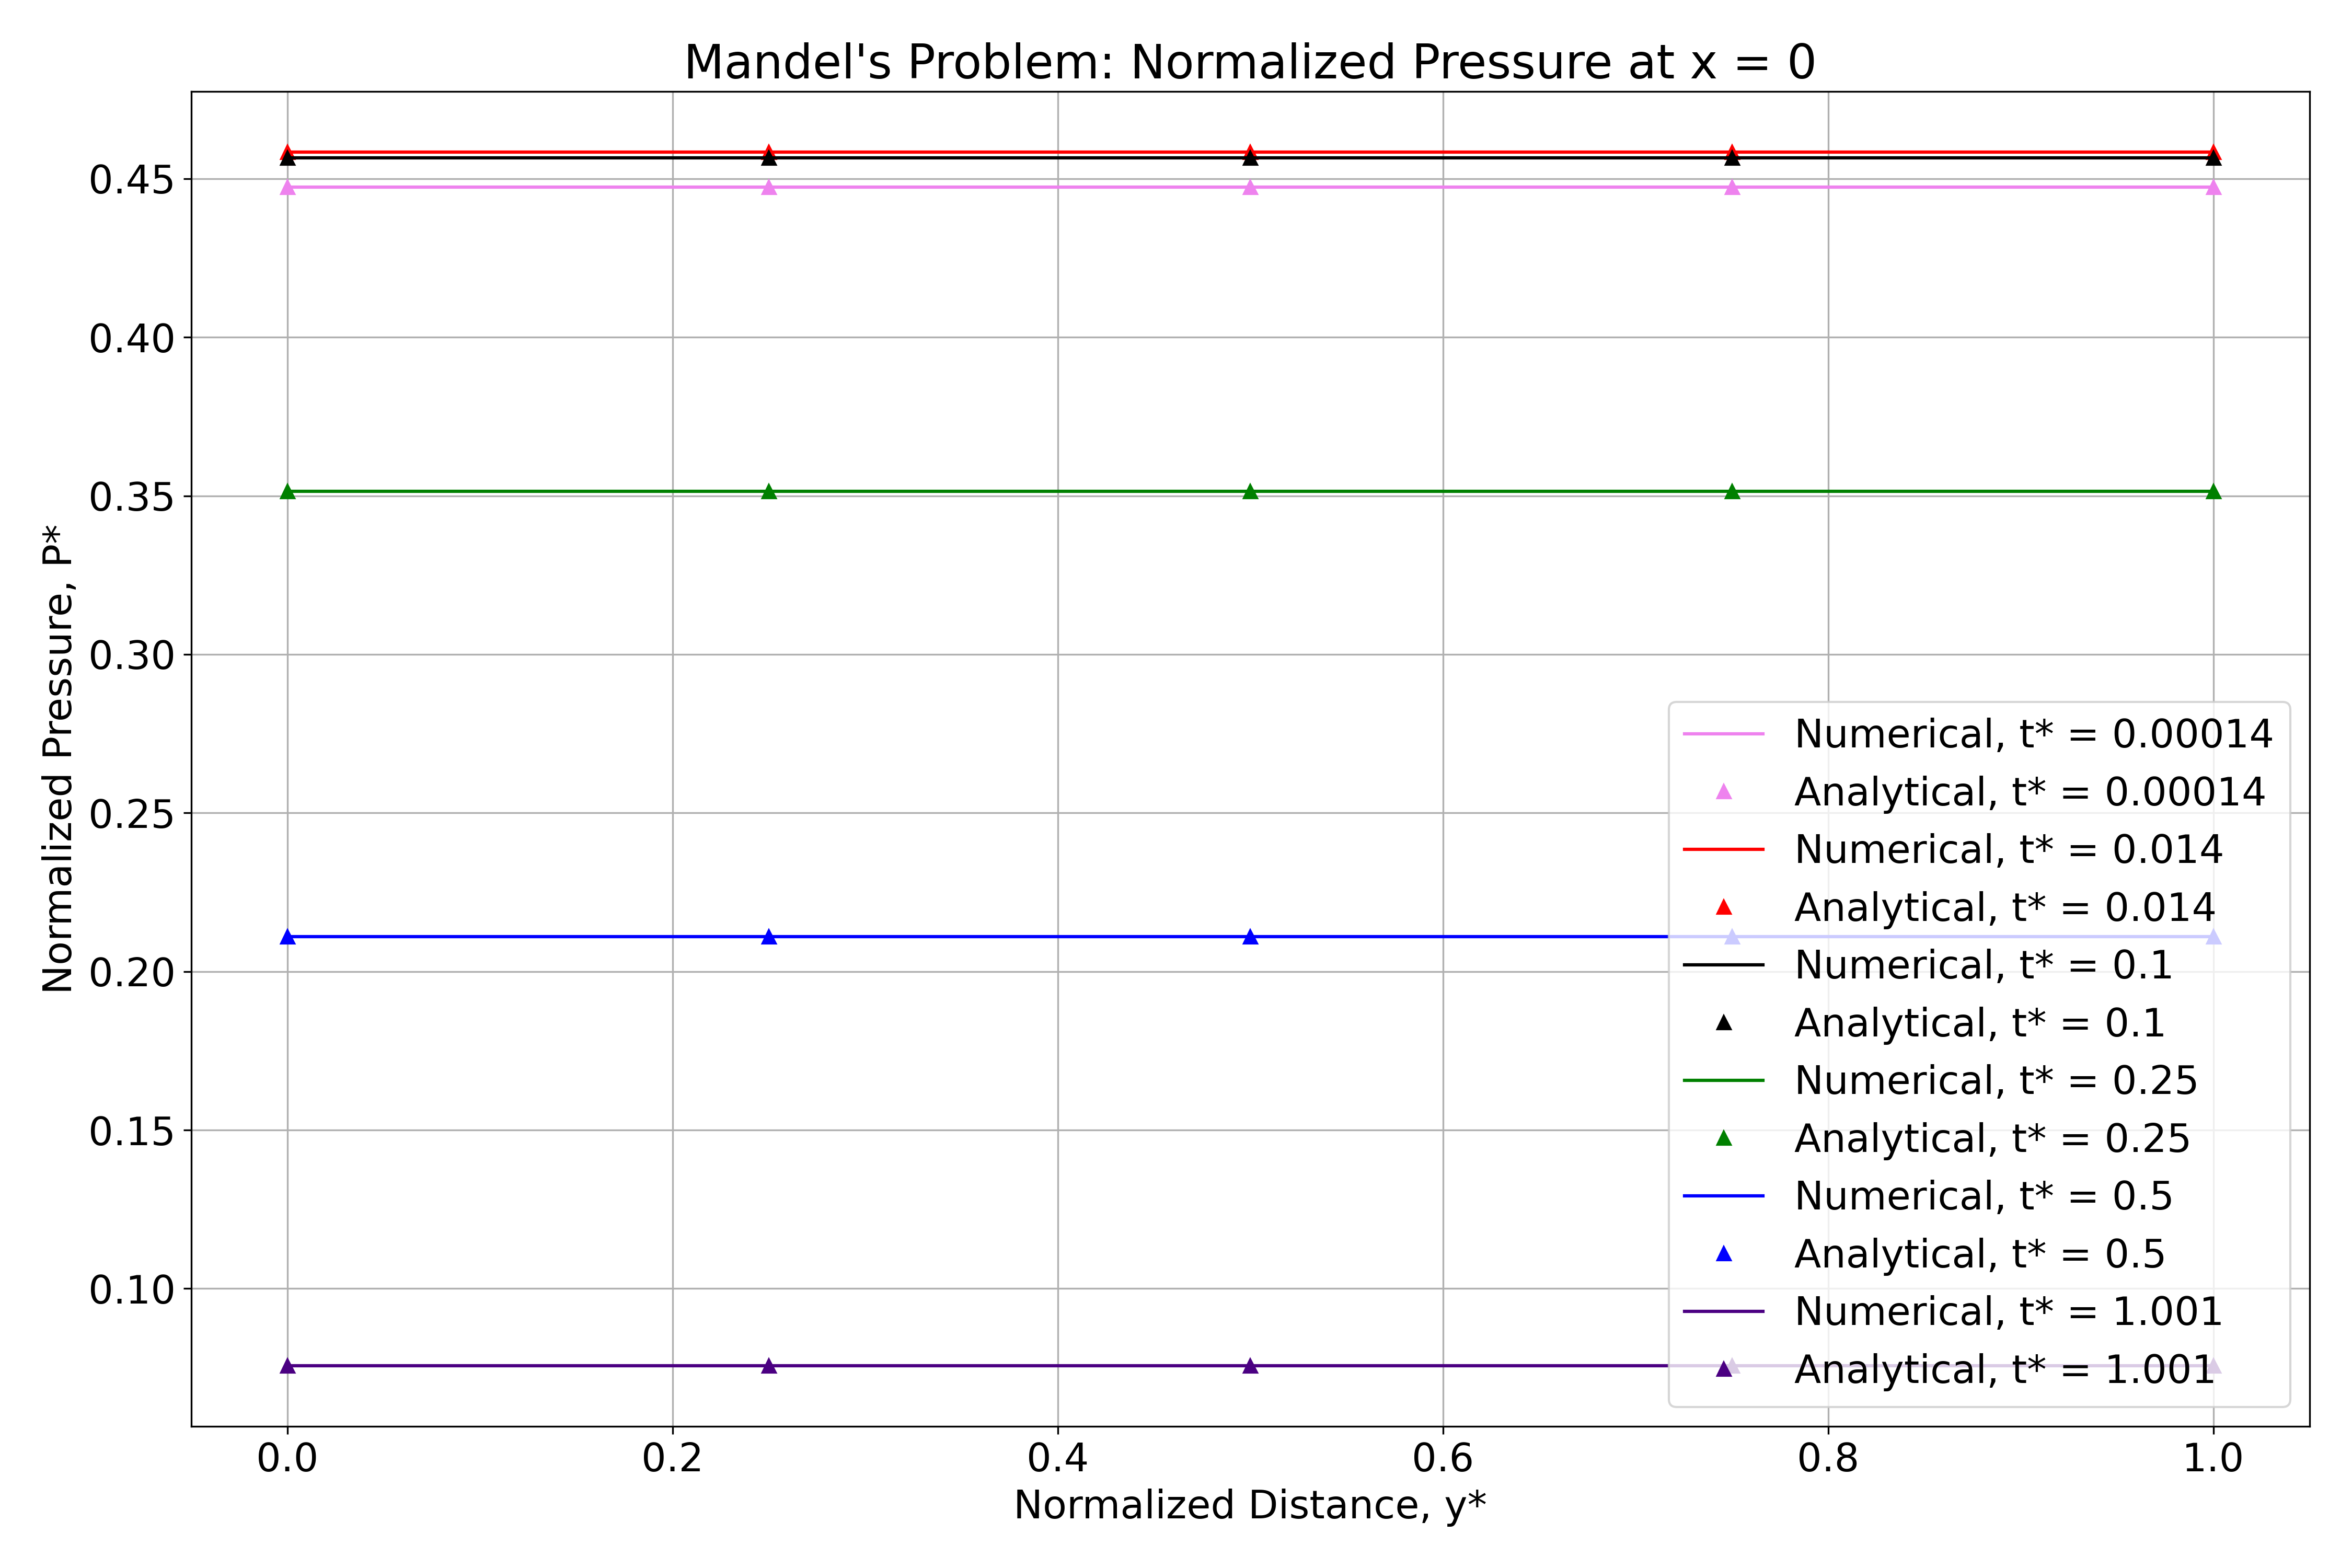 Mandel's Problem: Normalized Pressure at x = 0
Normalized Pressure, P*
0.45
0.40
0.35
0.30
0.25
0.20
0.15
0.10
Numerical, t* = 0.00014
Analytical, t* = 0.00014
Numerical, t* = 0.014
Analytical, t* = 0.014
Numerical, t* = 0.1
Analytical, t* = 0.1
Numerical, t* = 0.25
Analytical, t* = 0.25
Numerical, t* = 0.5
Analytical, t* = 0.5
Numerical, t* = 1.001
Analytical, t* = 1.001
0.0 0.2 0.4 0.6 0.8 1.0
Normalized Distance, y*